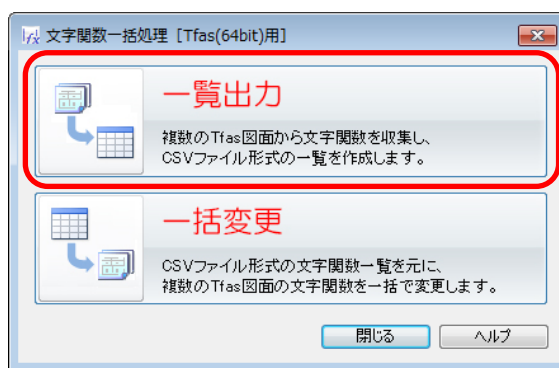 文字関数一括処理 [Tfas(64bit)用]
一覧出力
複数のTfas図面から文字関数を収集し、
CSVファイル形式の一覧を作成します。
一括変更
CSVファイル形式の文字関数一覧を元に、
複数のTfas図面の文字関数を一括で変更します。
閉じる
ヘルプ